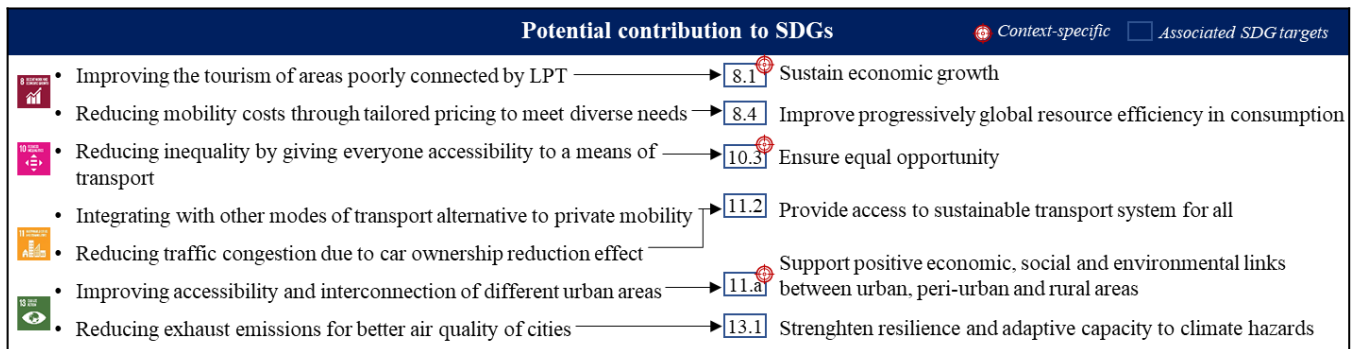 Potential contribution to SDGs
Context-specific
Associated SDG targets
8
• Improving the tourism of areas poorly connected by LPT
8.1
Sustain economic growth
• Reducing mobility costs through tailored pricing to meet diverse needs
8.4
Improve progressively global resource efficiency in consumption
10
• Reducing inequality by giving everyone accessibility to a means of
transport
10.3
Ensure equal opportunity
• Integrating with other modes of transport alternative to private mobility
11.2
Provide access to sustainable transport system for all
11
• Reducing traffic congestion due to car ownership reduction effect
• Improving accessibility and interconnection of different urban areas
11.a
Support positive economic, social and environmental links
between urban, peri-urban and rural areas
13
• Reducing exhaust emissions for better air quality of cities
13.1
Strenghten resilience and adaptive capacity to climate hazards